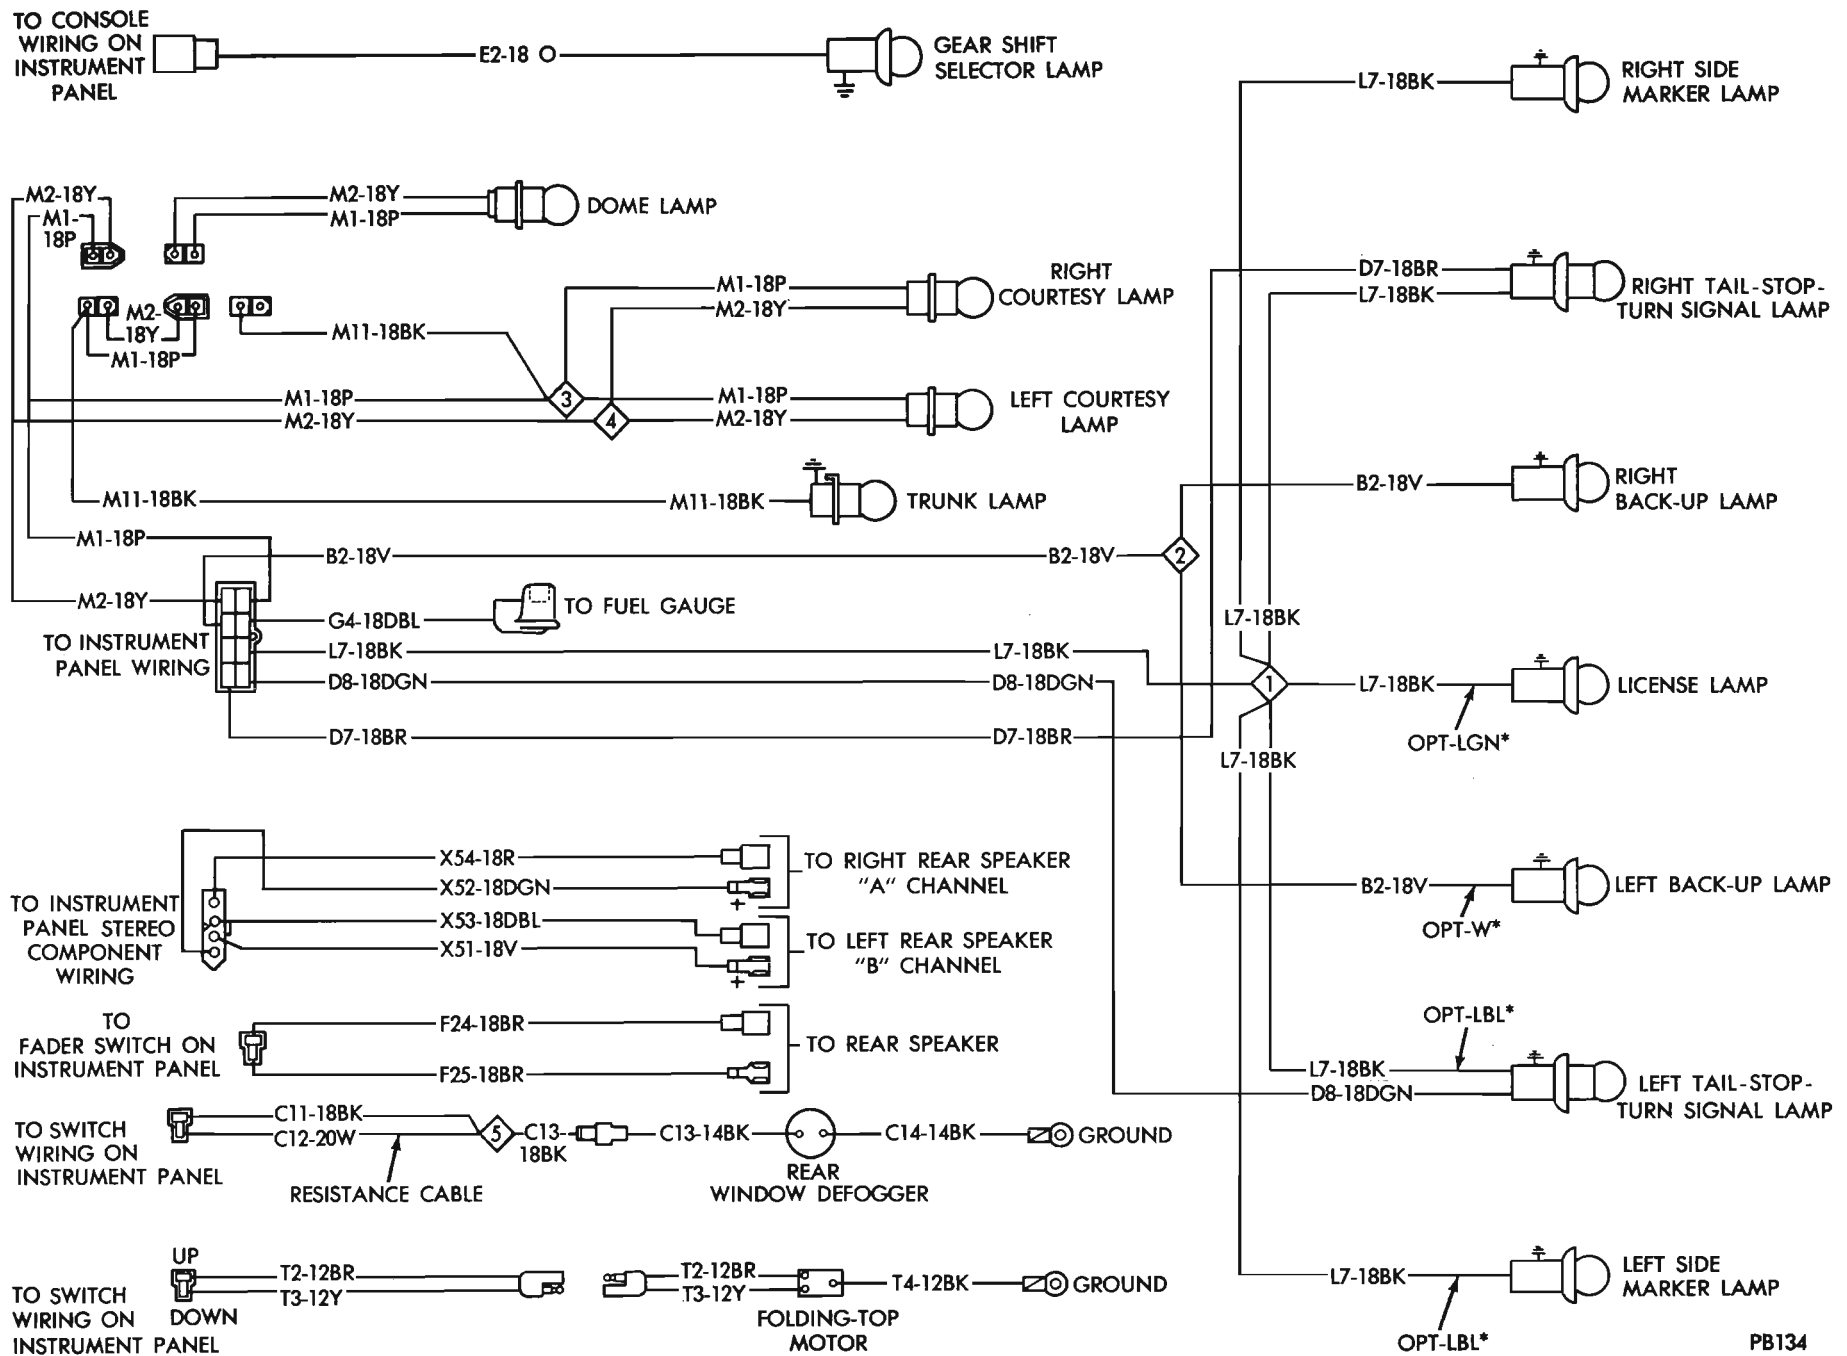 TO CONSOLE
WIRING ON
INSTRUMENT
PANEL
E2-18 O
GEAR SHIFT
SELECTOR LAMP
L7-18BK
RIGHT SIDE
MARKER LAMP
M2-18Y
M1-
18P
M2-18Y
M1-18P
DOME LAMP
M2-
18Y
M1-18P
M11-18BK
M1-18P
M2-18Y
RIGHT
COURTESY LAMP
D7-18BR
L7-18BK
RIGHT TAIL-STOP-
TURN SIGNAL LAMP
M1-18P
M2-18Y
3
4
M1-18P
M2-18Y
LEFT COURTESY
LAMP
M11-18BK
M11-18BK
TRUNK LAMP
B2-18V
RIGHT
BACK-UP LAMP
M1-18P
B2-18V
B2-18V
2
M2-18Y
G4-18DBL
TO FUEL GAUGE
L7-18BK
TO INSTRUMENT
PANEL WIRING
L7-18BK
L7-18BK
D8-18DGN
D8-18DGN
1
L7-18BK
LICENSE LAMP
OPT-LGN*
D7-18BR
D7-18BR
L7-18BK
X54-18R
X52-18DGN
+
TO RIGHT REAR SPEAKER
"A" CHANNEL
B2-18V
LEFT BACK-UP LAMP
OPT-W*
TO INSTRUMENT
PANEL STEREO
COMPONENT
WIRING
X53-18DBL
X51-18V
+
TO LEFT REAR SPEAKER
"B" CHANNEL
TO
FADER SWITCH ON
INSTRUMENT PANEL
F24-18BR
F25-18BR
TO REAR SPEAKER
OPT-LBL*
L7-18BK
D8-18DGN
LEFT TAIL-STOP-
TURN SIGNAL LAMP
TO SWITCH
WIRING ON
INSTRUMENT PANEL
C11-18BK
C12-20W
5
C13-
18BK
C13-14BK
C14-14BK
GROUND
RESISTANCE CABLE
REAR
WINDOW DEFOGGER
UP
DOWN
TO SWITCH
WIRING ON
INSTRUMENT PANEL
T2-12BR
T3-12Y
T2-12BR
T3-12Y
T4-12BK
GROUND
FOLDING-TOP
MOTOR
L7-18BK
LEFT SIDE
MARKER LAMP
OPT-LBL*
PB134